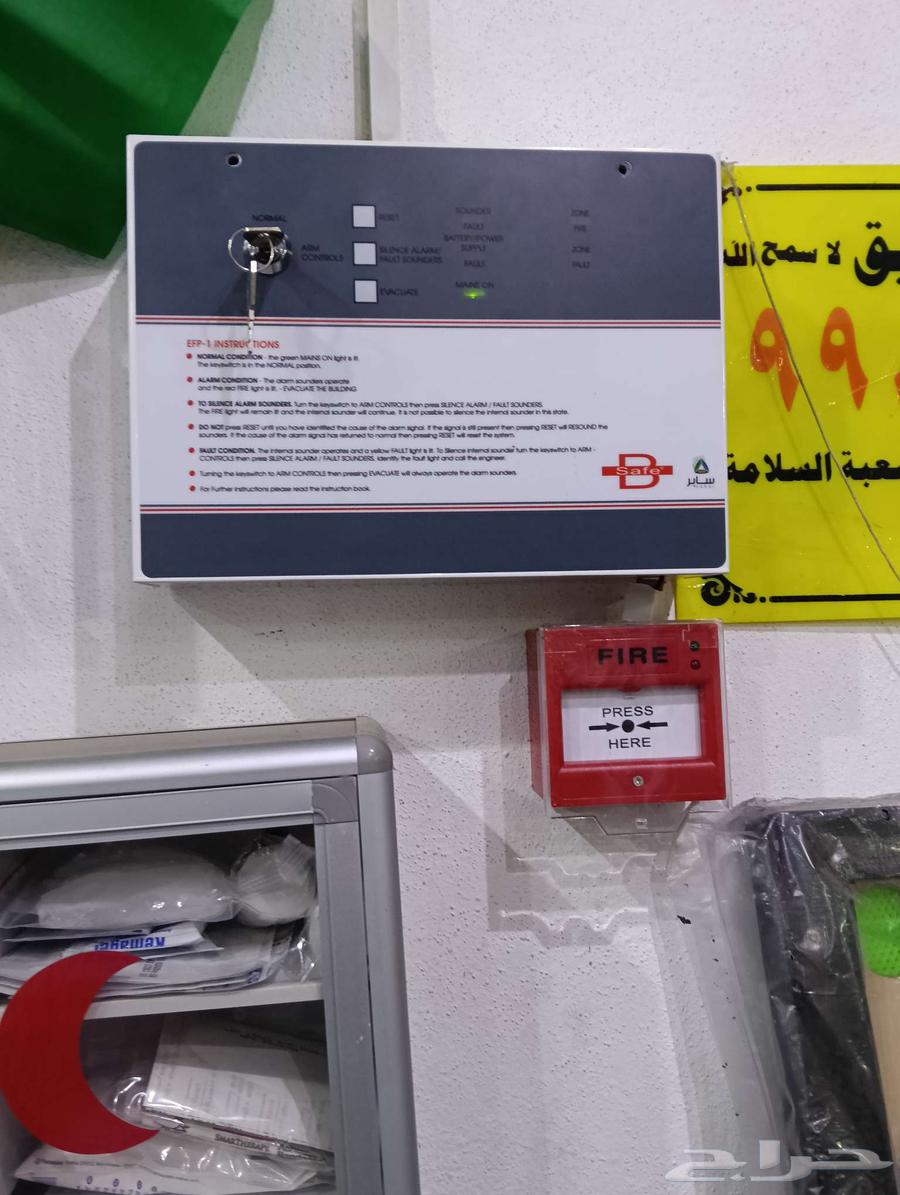 NORMAL
ARM
CONTROLS
RESET
SILENCE ALARM/
FAULT SOUNDERS
EVACUATE
SOUNDER
FAULT
BATTERY/POWER
SUPPLY
FAULT
MAINS ON
ZONE
FIRE
ZONE
FAULT
EFP-1 INSTRUCTIONS
NORMAL CONDITION - the green MAINS ON light is lit.
The keyswitch is in the NORMAL position.
ALARM CONDITION - The alarm sounders operate
and the red FIRE light is lit. - EVACUATE THE BUILDING
TO SILENCE ALARM SOUNDERS. Turn the keyswitch to ARM CONTROLS then press SILENCE ALARM / FAULT SOUNDERS.
The FIRE light will remain lit and the internal sounder will continue. It is not possible to silence the internal sounder in this state.
DO NOT press RESET until you have identified the cause of the alarm signal. If the signal is still present then pressing RESET will RESOUND the
sounders. If the cause of the alarm signal has returned to normal then pressing RESET will reset the system.
FAULT CONDITION. The internal sounder operates and a yellow FAULT light is lit. To Silence internal sounder turn the keyswitch to ARM -
CONTROLS then press SILENCE ALARM / FAULT SOUNDERS. Identify the fault light and call the engineer.
Turning the keyswitch to ARM CONTROLS then pressing EVACUATE will always operate the alarm sounders.
For Further instructions please read the instruction book.
B Safe
سابر
لا سمح الله
٩٩
السلامة
FIRE
PRESS
HERE
Kemagel
SMARTHERAPY
حراج